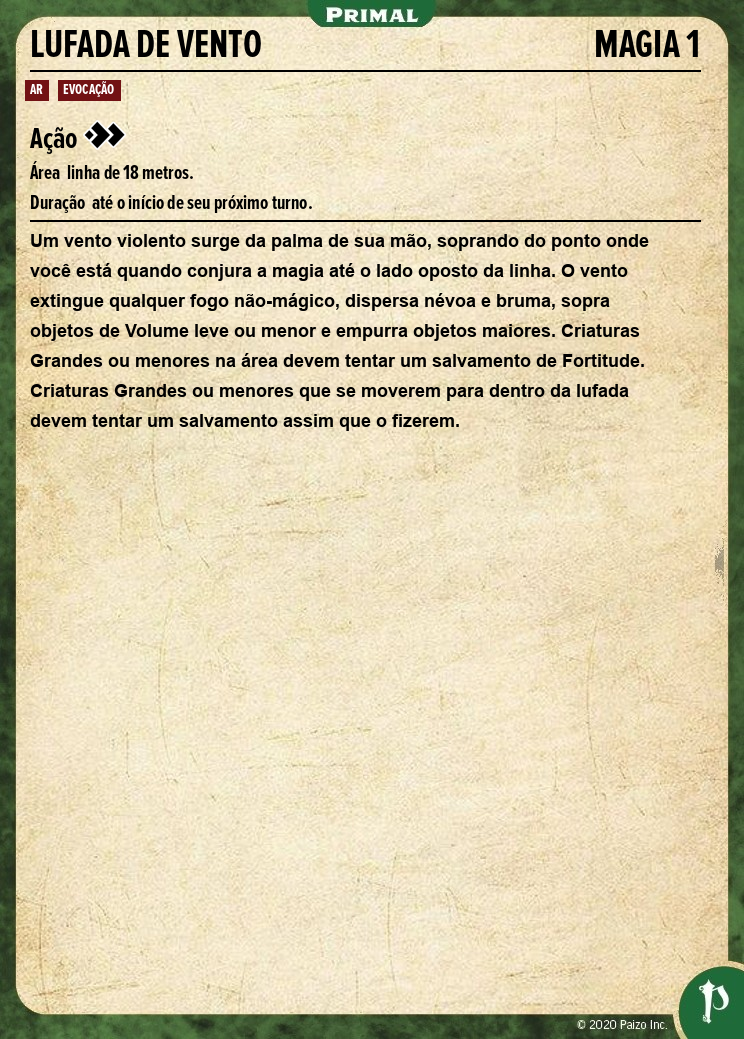 PRIMAL
LUFADA DE VENTO MAGIA 1
AR EVOCAÇÃO
Ação
Área linha de 18 metros.
Duração até o início de seu próximo turno.
Um vento violento surge da palma de sua mão, soprando do ponto onde
você está quando conjura a magia até o lado oposto da linha. O vento
extingue qualquer fogo não-mágico, dispersa névoa e bruma, sopra
objetos de Volume leve ou menor e empurra objetos maiores. Criaturas
Grandes ou menores na área devem tentar um salvamento de Fortitude.
Criaturas Grandes ou menores que se moverem para dentro da lufada
devem tentar um salvamento assim que o fizerem.
© 2020 Paizo Inc.
P